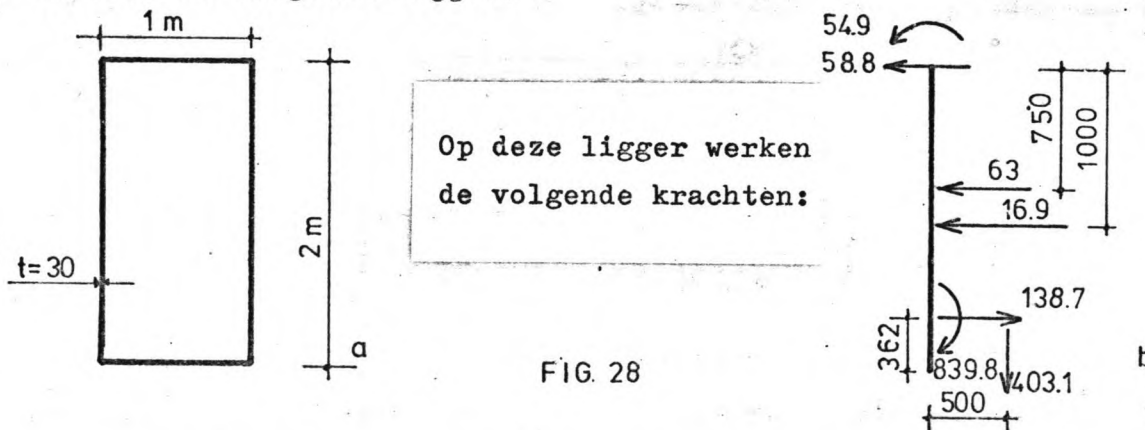 1 m
2 m
t=30
a
Op deze ligger werken
de volgende krachten:
FIG. 28
54.9
58.8
750
1000
63
16.9
138.7
362
839.8
403.1
500
b